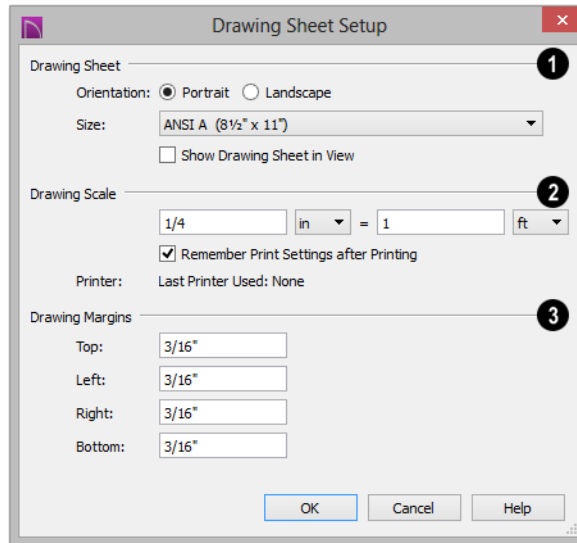 Drawing Sheet Setup
Drawing Sheet 1
Orientation: Portrait Landscape
Size: ANSI A (8½" x 11")
Show Drawing Sheet in View
Drawing Scale 2
1/4 in = 1 ft
Remember Print Settings after Printing
Printer: Last Printer Used: None
Drawing Margins 3
Top: 3/16"
Left: 3/16"
Right: 3/16"
Bottom: 3/16"
OK Cancel Help